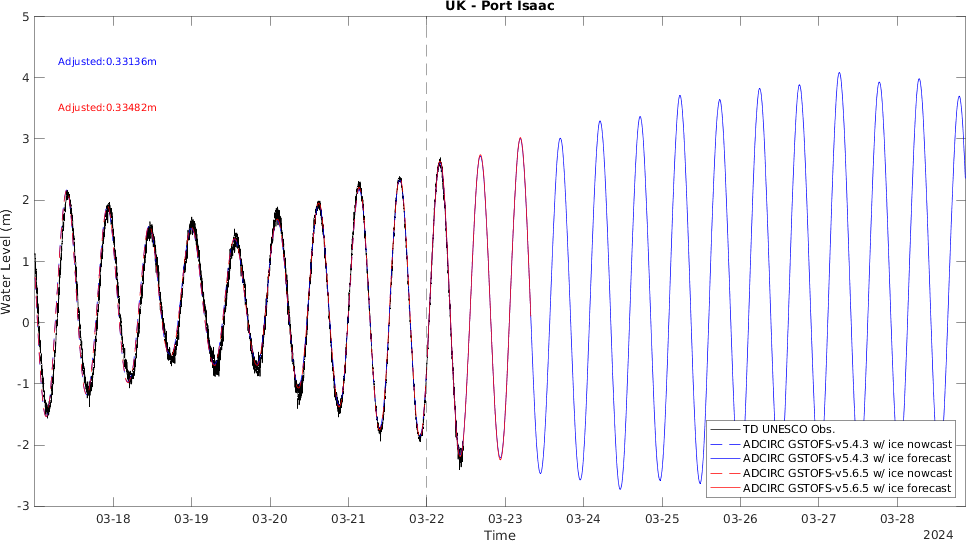 UK - Port Isaac
5
4
3
2
1
0
-1
-2
-3
Water Level (m)
Adjusted:0.33136m
Adjusted:0.33482m
TD UNESCO Obs.
ADCIRC GSTOFS-v5.4.3 w/ ice nowcast
ADCIRC GSTOFS-v5.4.3 w/ ice forecast
ADCIRC GSTOFS-v5.6.5 w/ ice nowcast
ADCIRC GSTOFS-v5.6.5 w/ ice forecast
03-18 03-19 03-20 03-21 03-22 03-23 03-24 03-25 03-26 03-27 03-28
Time
2024